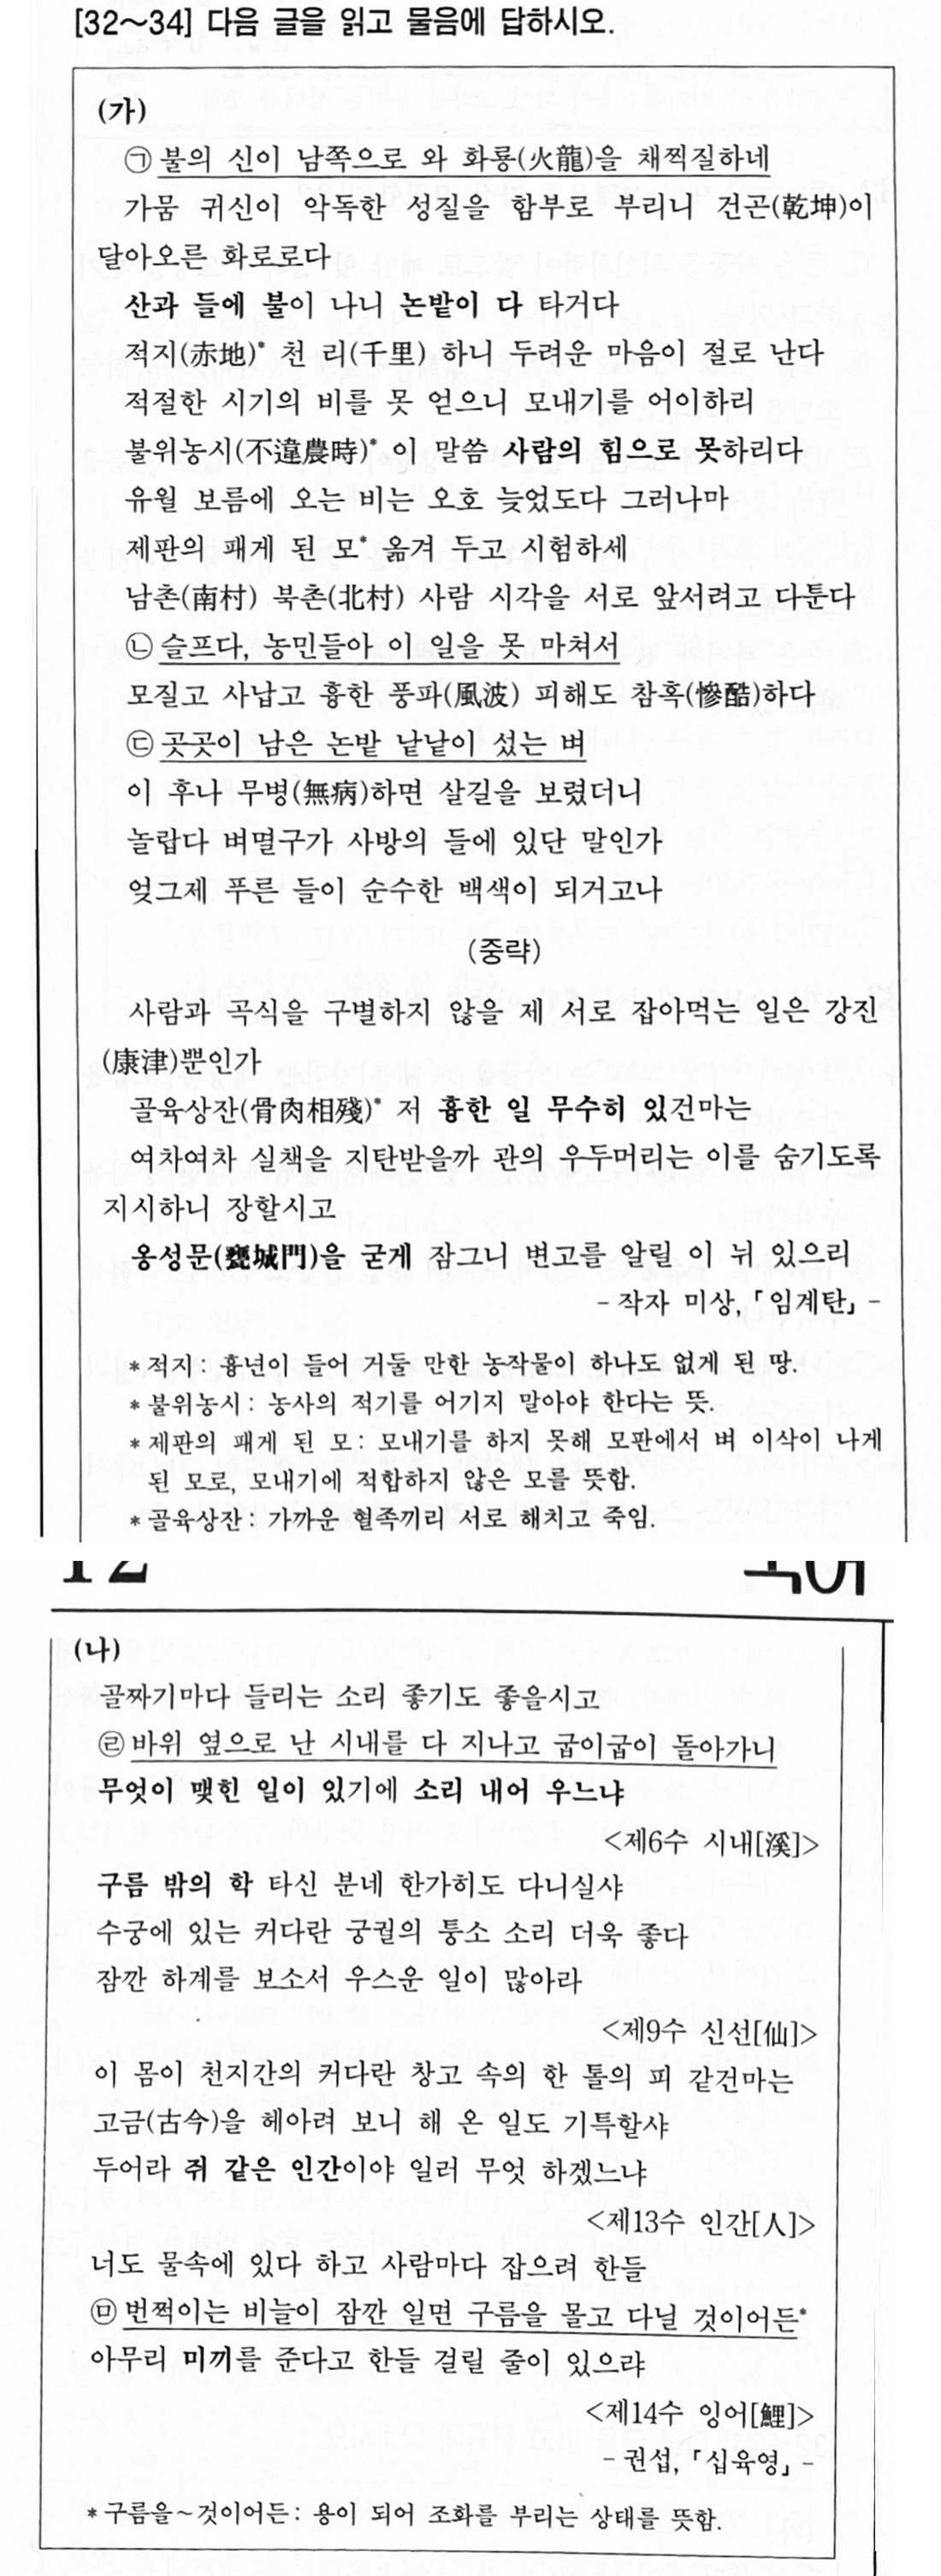 [32~34] 다음 글을 읽고 물음에 답하시오.
(가)
㉠ 불의 신이 남쪽으로 와 화룡(火龍)을 채찍질하네
가뭄 귀신이 악독한 성질을 함부로 부리니 건곤(乾坤)이
달아오른 화로로다
산과 들에 불이 나니 논밭이 다 타거다
적지(赤地)* 천 리(千里) 하니 두려운 마음이 절로 난다
적절한 시기의 비를 못 얻으니 모내기를 어이하리
불위농시(不違農時)* 이 말씀 사람의 힘으로 못하리다
유월 보름에 오는 비는 오호 늦었도다 그러나마
제판의 패게 된 모* 옮겨 두고 시험하세
남촌(南村) 북촌(北村) 사람 시각을 서로 앞서려고 다툰다
㉡ 슬프다, 농민들아 이 일을 못 마쳐서
모질고 사납고 흉한 풍파(風波) 피해도 참혹(慘酷)하다
㉢ 곳곳이 남은 논밭 낱낱이 섰는 벼
이 후나 무병(無病)하면 살길을 보렸더니
놀랍다 벼멸구가 사방의 들에 있단 말인가
엊그제 푸른 들이 순수한 백색이 되거고나
(중략)
사람과 곡식을 구별하지 않을 제 서로 잡아먹는 일은 강진
(康津)뿐인가
골육상잔(骨肉相殘)* 저 흉한 일 무수히 있건마는
여차여차 실책을 지탄받을까 관의 우두머리는 이를 숨기도록
지시하니 장할시고
옹성문(甕城門)을 굳게 잠그니 변고를 알릴 이 뉘 있으리
- 작자 미상, 「임계탄」 -
* 적지 : 흉년이 들어 거둘 만한 농작물이 하나도 없게 된 땅.
* 불위농시 : 농사의 적기를 어기지 말아야 한다는 뜻.
* 제판의 패게 된 모 : 모내기를 하지 못해 모판에서 벼 이삭이 나게
된 모로, 모내기에 적합하지 않은 모를 뜻함.
* 골육상잔 : 가까운 혈족끼리 서로 해치고 죽임.
12 국어
(나)
골짜기마다 들리는 소리 좋기도 좋을시고
㉣ 바위 옆으로 난 시내를 다 지나고 굽이굽이 돌아가니
무엇이 맺힌 일이 있기에 소리 내어 우느냐
<제6수 시내[溪]>
구름 밖의 학 타신 분네 한가히도 다니실샤
수궁에 있는 커다란 궁궐의 퉁소 소리 더욱 좋다
잠깐 하계를 보소서 우스운 일이 많아라
<제9수 신선[仙]>
이 몸이 천지간의 커다란 창고 속의 한 톨의 피 같건마는
고금(古今)을 헤아려 보니 해 온 일도 기특할샤
두어라 쥐 같은 인간이야 일러 무엇 하겠느냐
<제13수 인간[人]>
너도 물속에 있다 하고 사람마다 잡으려 한들
㉤ 번쩍이는 비늘이 잠깐 일면 구름을 몰고 다닐 것이어든*
아무리 미끼를 준다고 한들 걸릴 줄이 있으랴
<제14수 잉어[鯉]>
- 권섭, 「십육영」 -
* 구름을~것이어든 : 용이 되어 조화를 부리는 상태를 뜻함.